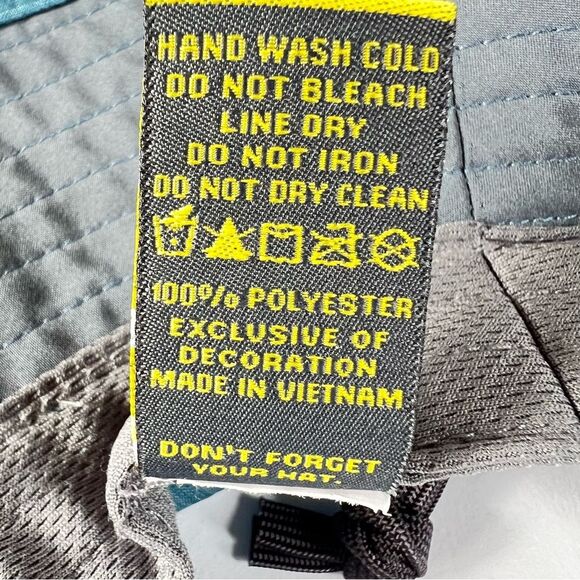 HAND WASH COLD
DO NOT BLEACH
LINE DRY
DO NOT IRON
DO NOT DRY CLEAN
100% POLYESTER
EXCLUSIVE OF
DECORATION
MADE IN VIETNAM
DON'T FORGET
YOUR HAT.